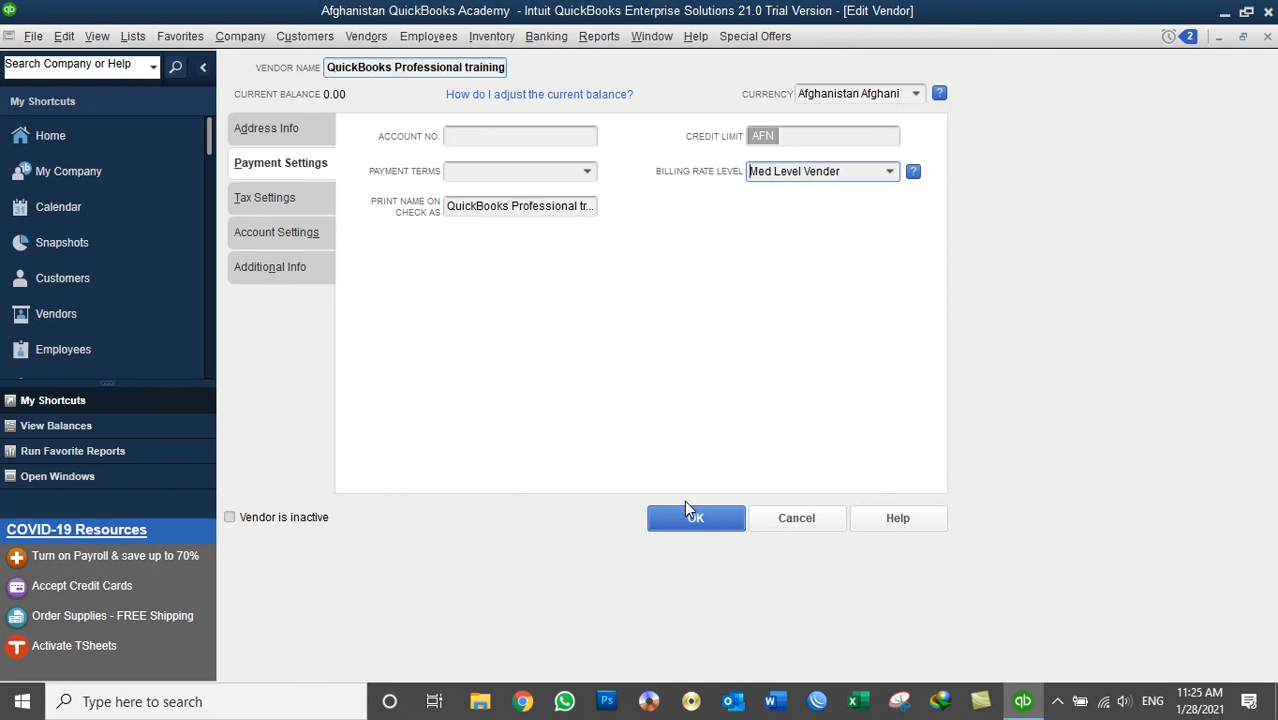 Afghanistan QuickBooks Academy - Intuit QuickBooks Enterprise Solutions 21.0 Trial Version - [Edit Vendor]
File Edit View Lists Favorites Company Customers Vendors Employees Inventory Banking Reports Window Help Special Offers 2
Search Company or Help
My Shortcuts
Home
My Company
Calendar
Snapshots
Customers
Vendors
Employees
My Shortcuts
View Balances
Run Favorite Reports
Open Windows
COVID-19 Resources
Turn on Payroll & save up to 70%
Accept Credit Cards
Order Supplies - FREE Shipping
Activate TSheets
VENDOR NAME QuickBooks Professional training
CURRENT BALANCE 0.00 How do I adjust the current balance? CURRENCY Afghanistan Afghani ?
Address Info
Payment Settings
Tax Settings
Account Settings
Additional Info
ACCOUNT NO. CREDIT LIMIT AFN
PAYMENT TERMS BILLING RATE LEVEL Med Level Vender ?
PRINT NAME ON
CHECK AS QuickBooks Professional tr...
Vendor is inactive
OK Cancel Help
Type here to search
Ps
qb
ENG
11:25 AM
1/28/2021